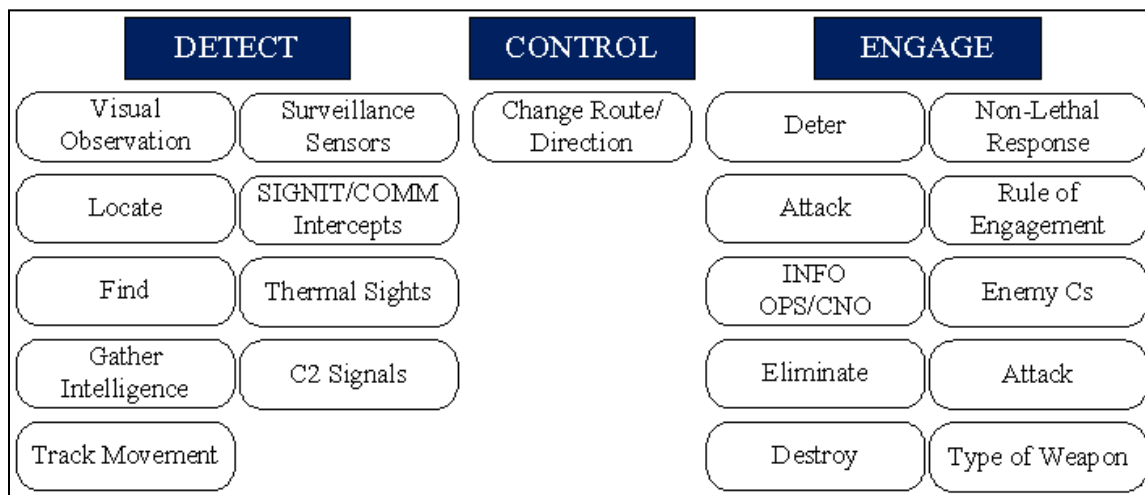 DETECT
CONTROL
ENGAGE
Visual
Observation
Surveillance
Sensors
Change Route/
Direction
Deter
Non-Lethal
Response
Locate
SIGNIT/COMM
Intercepts
Attack
Rule of
Engagement
Find
Thermal Sights
INFO
OPS/CNO
Enemy Cs
Gather
Intelligence
C2 Signals
Eliminate
Attack
Track Movement
Destroy
Type of Weapon